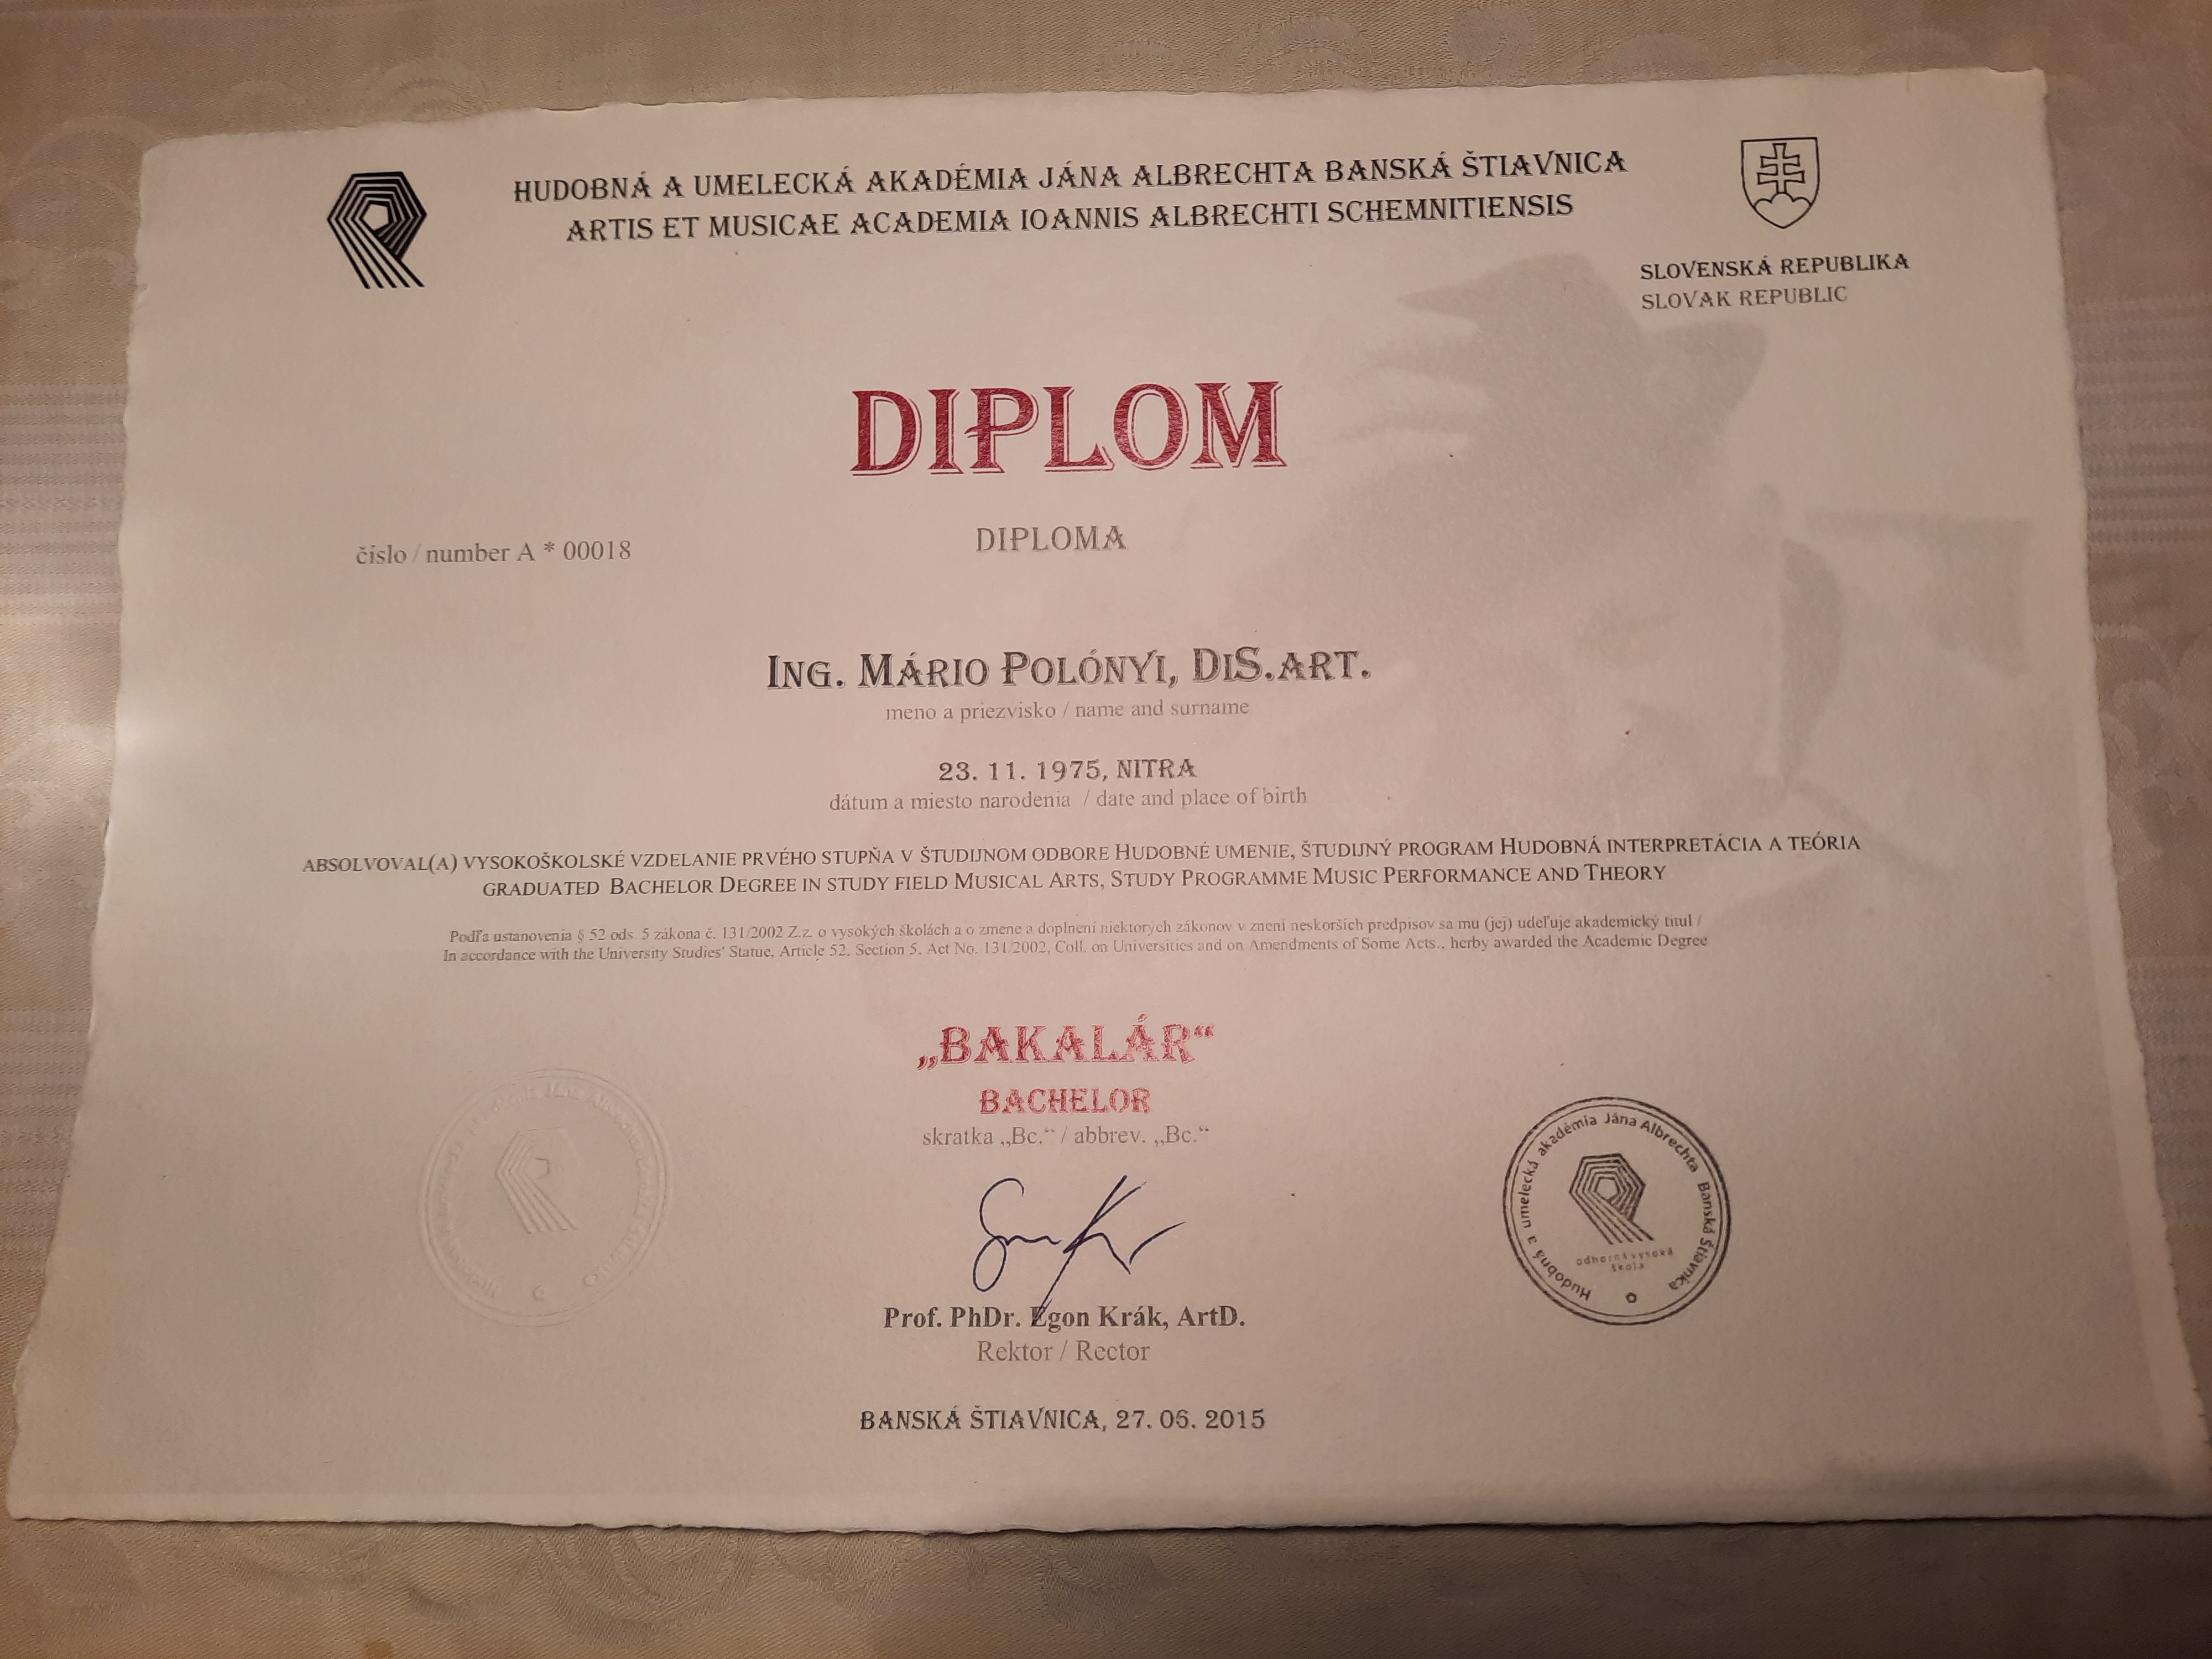 HUDOBNÁ A UMELECKÁ AKADÉMIA JÁNA ALBRECHTA BANSKÁ ŠTIAVNICA
ARTIS ET MUSICAE ACADEMIA IOANNIS ALBRECHTI SCHEMNITIENSIS
SLOVENSKÁ REPUBLIKA
SLOVAK REPUBLIC
DIPLOM
DIPLOMA
číslo / number A * 00018
ING. MÁRIO POLÓNYI, DIS.ART.
meno a priezvisko / name and surname
23. 11. 1975, NITRA
dátum a miesto narodenia / date and place of birth
ABSOLVOVAL(A) VYSOKOŠKOLSKÉ VZDELANIE PRVÉHO STUPŇA V ŠTUDIJNOM ODBORE HUDOBNÉ UMENIE, ŠTUDIJNÝ PROGRAM HUDOBNÁ INTERPRETÁCIA A TEÓRIA
GRADUATED BACHELOR DEGREE IN STUDY FIELD MUSICAL ARTS, STUDY PROGRAMME MUSIC PERFORMANCE AND THEORY
Podľa ustanovenia § 52 ods. 5 zákona č. 131/2002 Z.z. o vysokých školách a o zmene a doplnení niektorých zákonov v znení neskorších predpisov sa mu (jej) udeľuje akademický titul /
In accordance with the University Studies' Statue, Article 52, Section 5, Act No. 131/2002, Coll. on Universities and on Amendments of Some Acts., herby awarded the Academic Degree
„BAKALÁR“
BACHELOR
skratka „Bc.“ / abbrev. „Bc.“
Prof. PhDr. Egon Krák, ArtD.
Rektor / Rector
BANSKÁ ŠTIAVNICA, 27. 06. 2015
Hudobná a umelecká akadémia Jána Albrechta Banská Štiavnica
odborná vysoká
škola